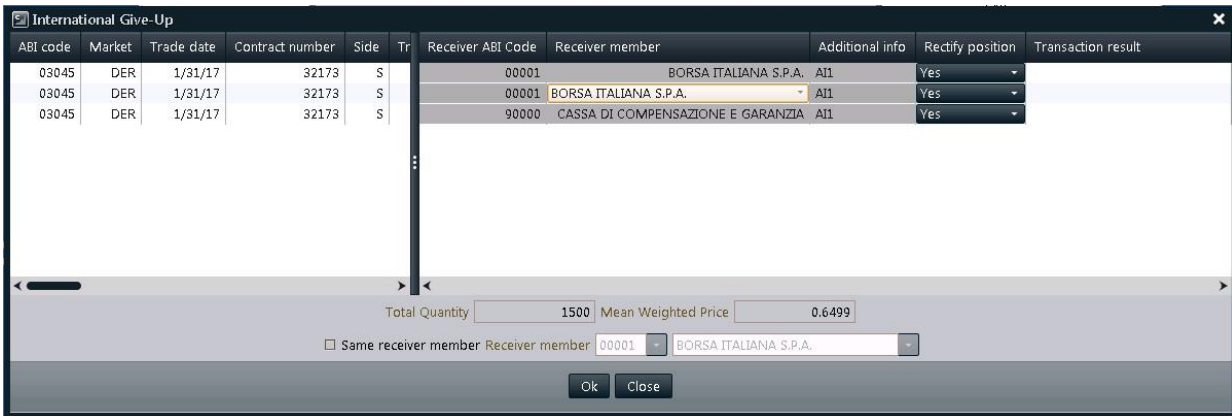 International Give-Up
ABI code Market Trade date Contract number Side Tr Receiver ABI Code Receiver member Additional info Rectify position Transaction result
03045 DER 1/31/17 32173 S 00001 BORSA ITALIANA S.P.A. AI1 Yes
03045 DER 1/31/17 32173 S 00001 BORSA ITALIANA S.P.A. AI1 Yes
03045 DER 1/31/17 32173 S 90000 CASSA DI COMPENSAZIONE E GARANZIA AI1 Yes
Total Quantity 1500 Mean Weighted Price 0.6499
Same receiver member Receiver member 00001 BORSA ITALIANA S.P.A.
Ok Close